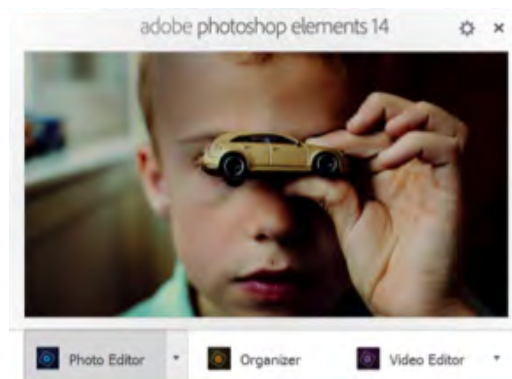 adobe photoshop elements 14
Photo Editor
Organizer
Video Editor